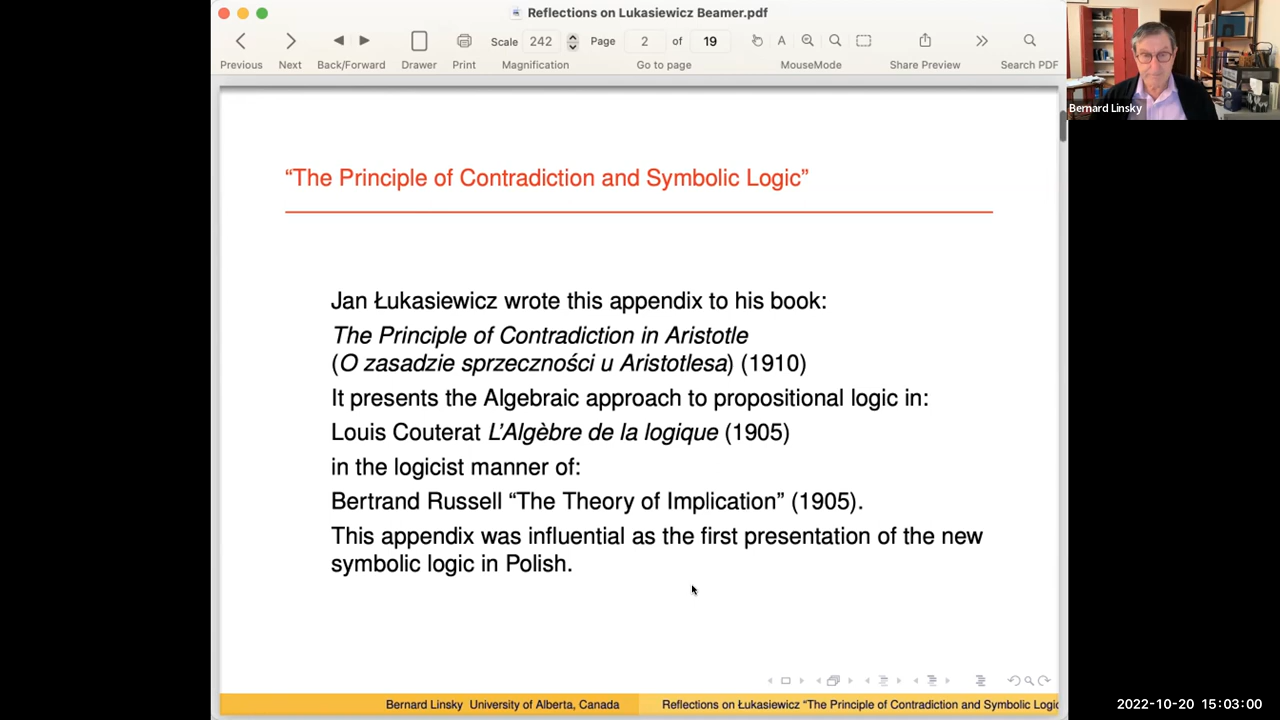 Reflections on Lukasiewicz Beamer.pdf
Scale 242 Page 2 of 19 A
Previous Next Back/Forward Drawer Print Magnification Go to page MouseMode Share Preview Search PDF
Bernard Linsky
“The Principle of Contradiction and Symbolic Logic”
Jan Łukasiewicz wrote this appendix to his book:
The Principle of Contradiction in Aristotle
(O zasadzie sprzeczności u Aristotlesa) (1910)
It presents the Algebraic approach to propositional logic in:
Louis Couterat L’Algèbre de la logique (1905)
in the logicist manner of:
Bertrand Russell “The Theory of Implication” (1905).
This appendix was influential as the first presentation of the new
symbolic logic in Polish.
Bernard Linsky University of Alberta, Canada
Reflections on Łukasiewicz “The Principle of Contradiction and Symbolic Logic
2022-10-20 15:03:00